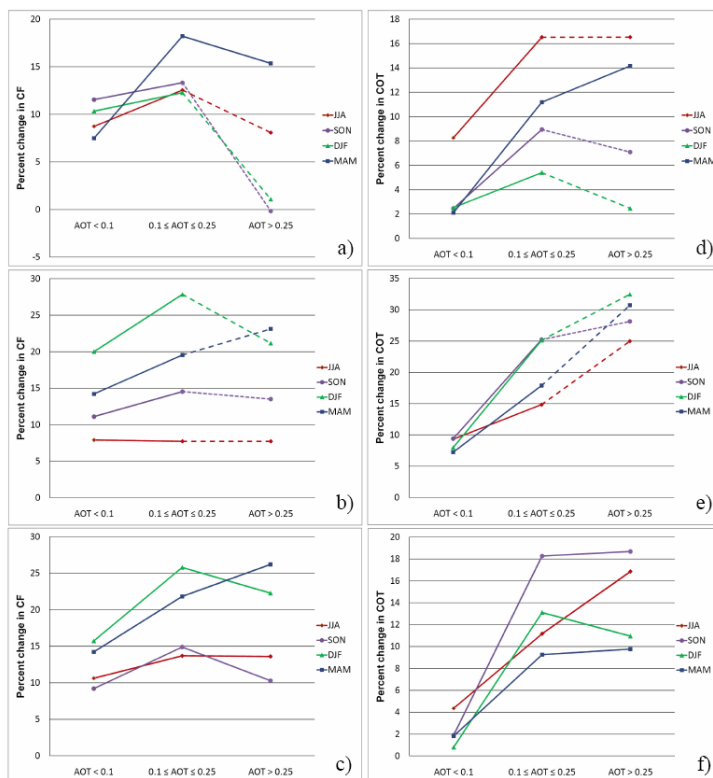 Percent change in CF
20
15
10
5
0
-5
AOT < 0.1
0.1 ≤ AOT ≤ 0.25
AOT > 0.25
JJA
SON
DJF
MAM
a)
Percent change in COT
18
16
14
12
10
8
6
4
2
0
AOT < 0.1
0.1 ≤ AOT ≤ 0.25
AOT > 0.25
JJA
SON
DJF
MAM
d)
Percent change in CF
30
25
20
15
10
5
0
AOT < 0.1
0.1 ≤ AOT ≤ 0.25
AOT > 0.25
JJA
SON
DJF
MAM
b)
Percent change in COT
35
30
25
20
15
10
5
0
AOT < 0.1
0.1 ≤ AOT ≤ 0.25
AOT > 0.25
JJA
SON
DJF
MAM
e)
Percent change in CF
30
25
20
15
10
5
0
AOT < 0.1
0.1 ≤ AOT ≤ 0.25
AOT > 0.25
JJA
SON
DJF
MAM
c)
Percent change in COT
20
18
16
14
12
10
8
6
4
2
0
AOT < 0.1
0.1 ≤ AOT ≤ 0.25
AOT > 0.25
JJA
SON
DJF
MAM
f)